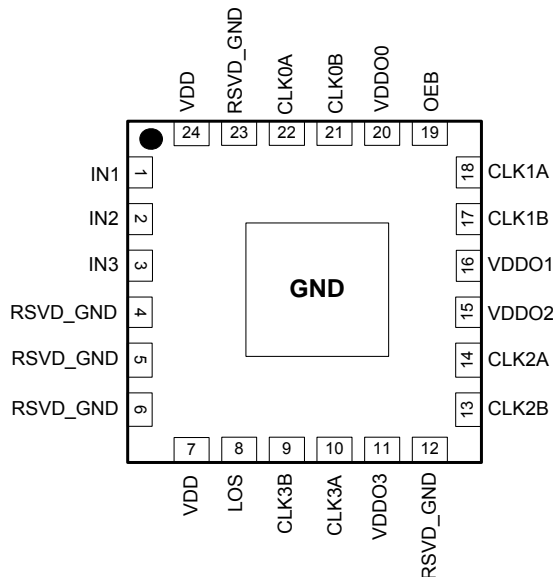 VDD
RSVD_GND
CLK0A
CLK0B
VDDO0
OEB
24
23
22
21
20
19
IN1
1
18
CLK1A
IN2
2
17
CLK1B
IN3
3
16
VDDO1
GND
RSVD_GND
4
15
VDDO2
RSVD_GND
5
14
CLK2A
RSVD_GND
6
13
CLK2B
7
8
9
10
11
12
VDD
LOS
CLK3B
CLK3A
VDDO3
RSVD_GND